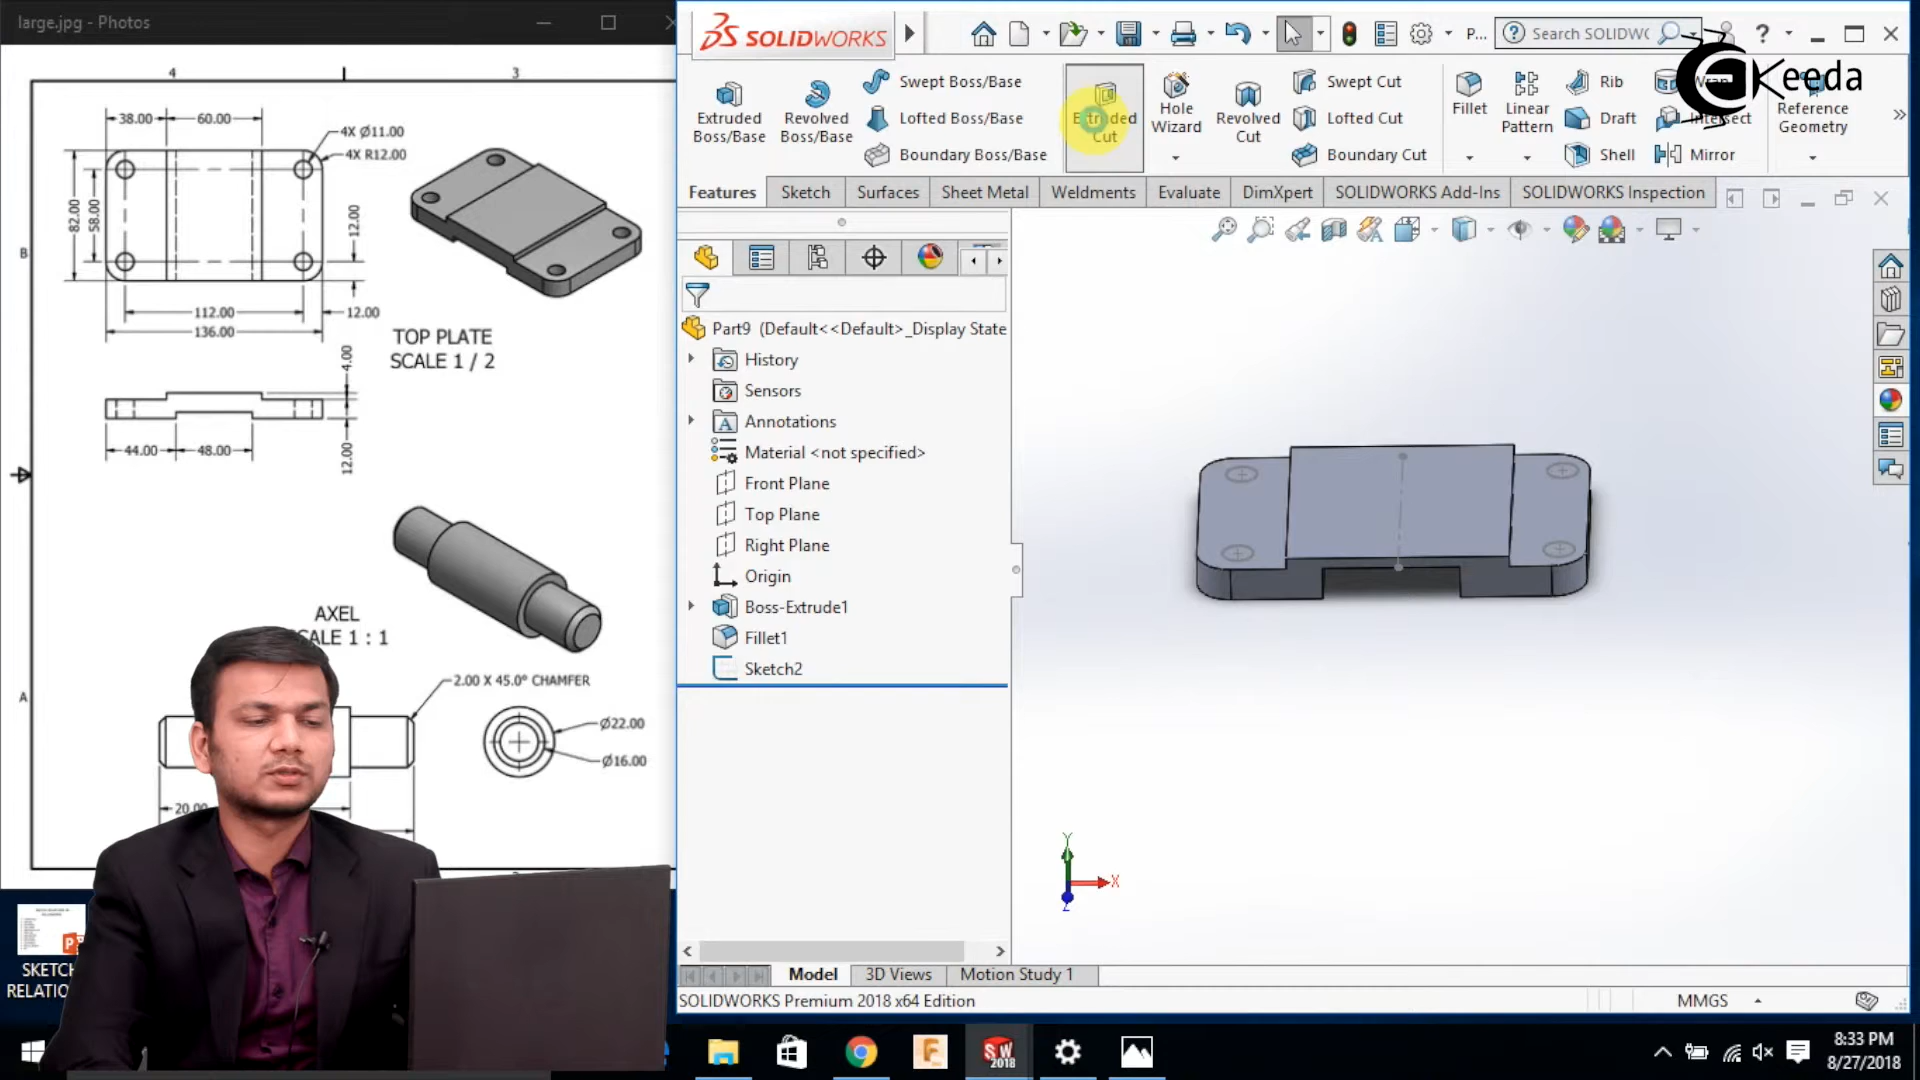 large.jpg - Photos
4
3
38.00
60.00
4X Ø11.00
4X R12.00
82.00
58.00
12.00
B
112.00
12.00
136.00
TOP PLATE
SCALE 1 / 2
4.00
44.00
48.00
12.00
AXEL
CALE 1 : 1
A
2.00 X 45.0° CHAMFER
Ø22.00
Ø16.00
20.00
SKETCH
RELATIO
SOLIDWORKS
P...
Search SOLIDWO
Keeda
Extruded Boss/Base
Revolved Boss/Base
Swept Boss/Base
Lofted Boss/Base
Boundary Boss/Base
Extruded Cut
Hole Wizard
Revolved Cut
Swept Cut
Lofted Cut
Boundary Cut
Fillet
Linear Pattern
Rib
Draft
Shell
Wrap
Intersect
Mirror
Reference Geometry
Features
Sketch
Surfaces
Sheet Metal
Weldments
Evaluate
DimXpert
SOLIDWORKS Add-Ins
SOLIDWORKS Inspection
Part9 (Default<<Default>_Display State
History
Sensors
Annotations
Material <not specified>
Front Plane
Top Plane
Right Plane
Origin
Boss-Extrude1
Fillet1
Sketch2
Y
X
Z
Model
3D Views
Motion Study 1
SOLIDWORKS Premium 2018 x64 Edition
MMGS
SW
2018
8:33 PM
8/27/2018